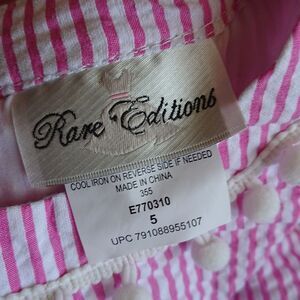 Rare Editions
COOL IRON ON REVERSE SIDE IF NEEDED
MADE IN CHINA
355
E770310
5
UPC 791088955107